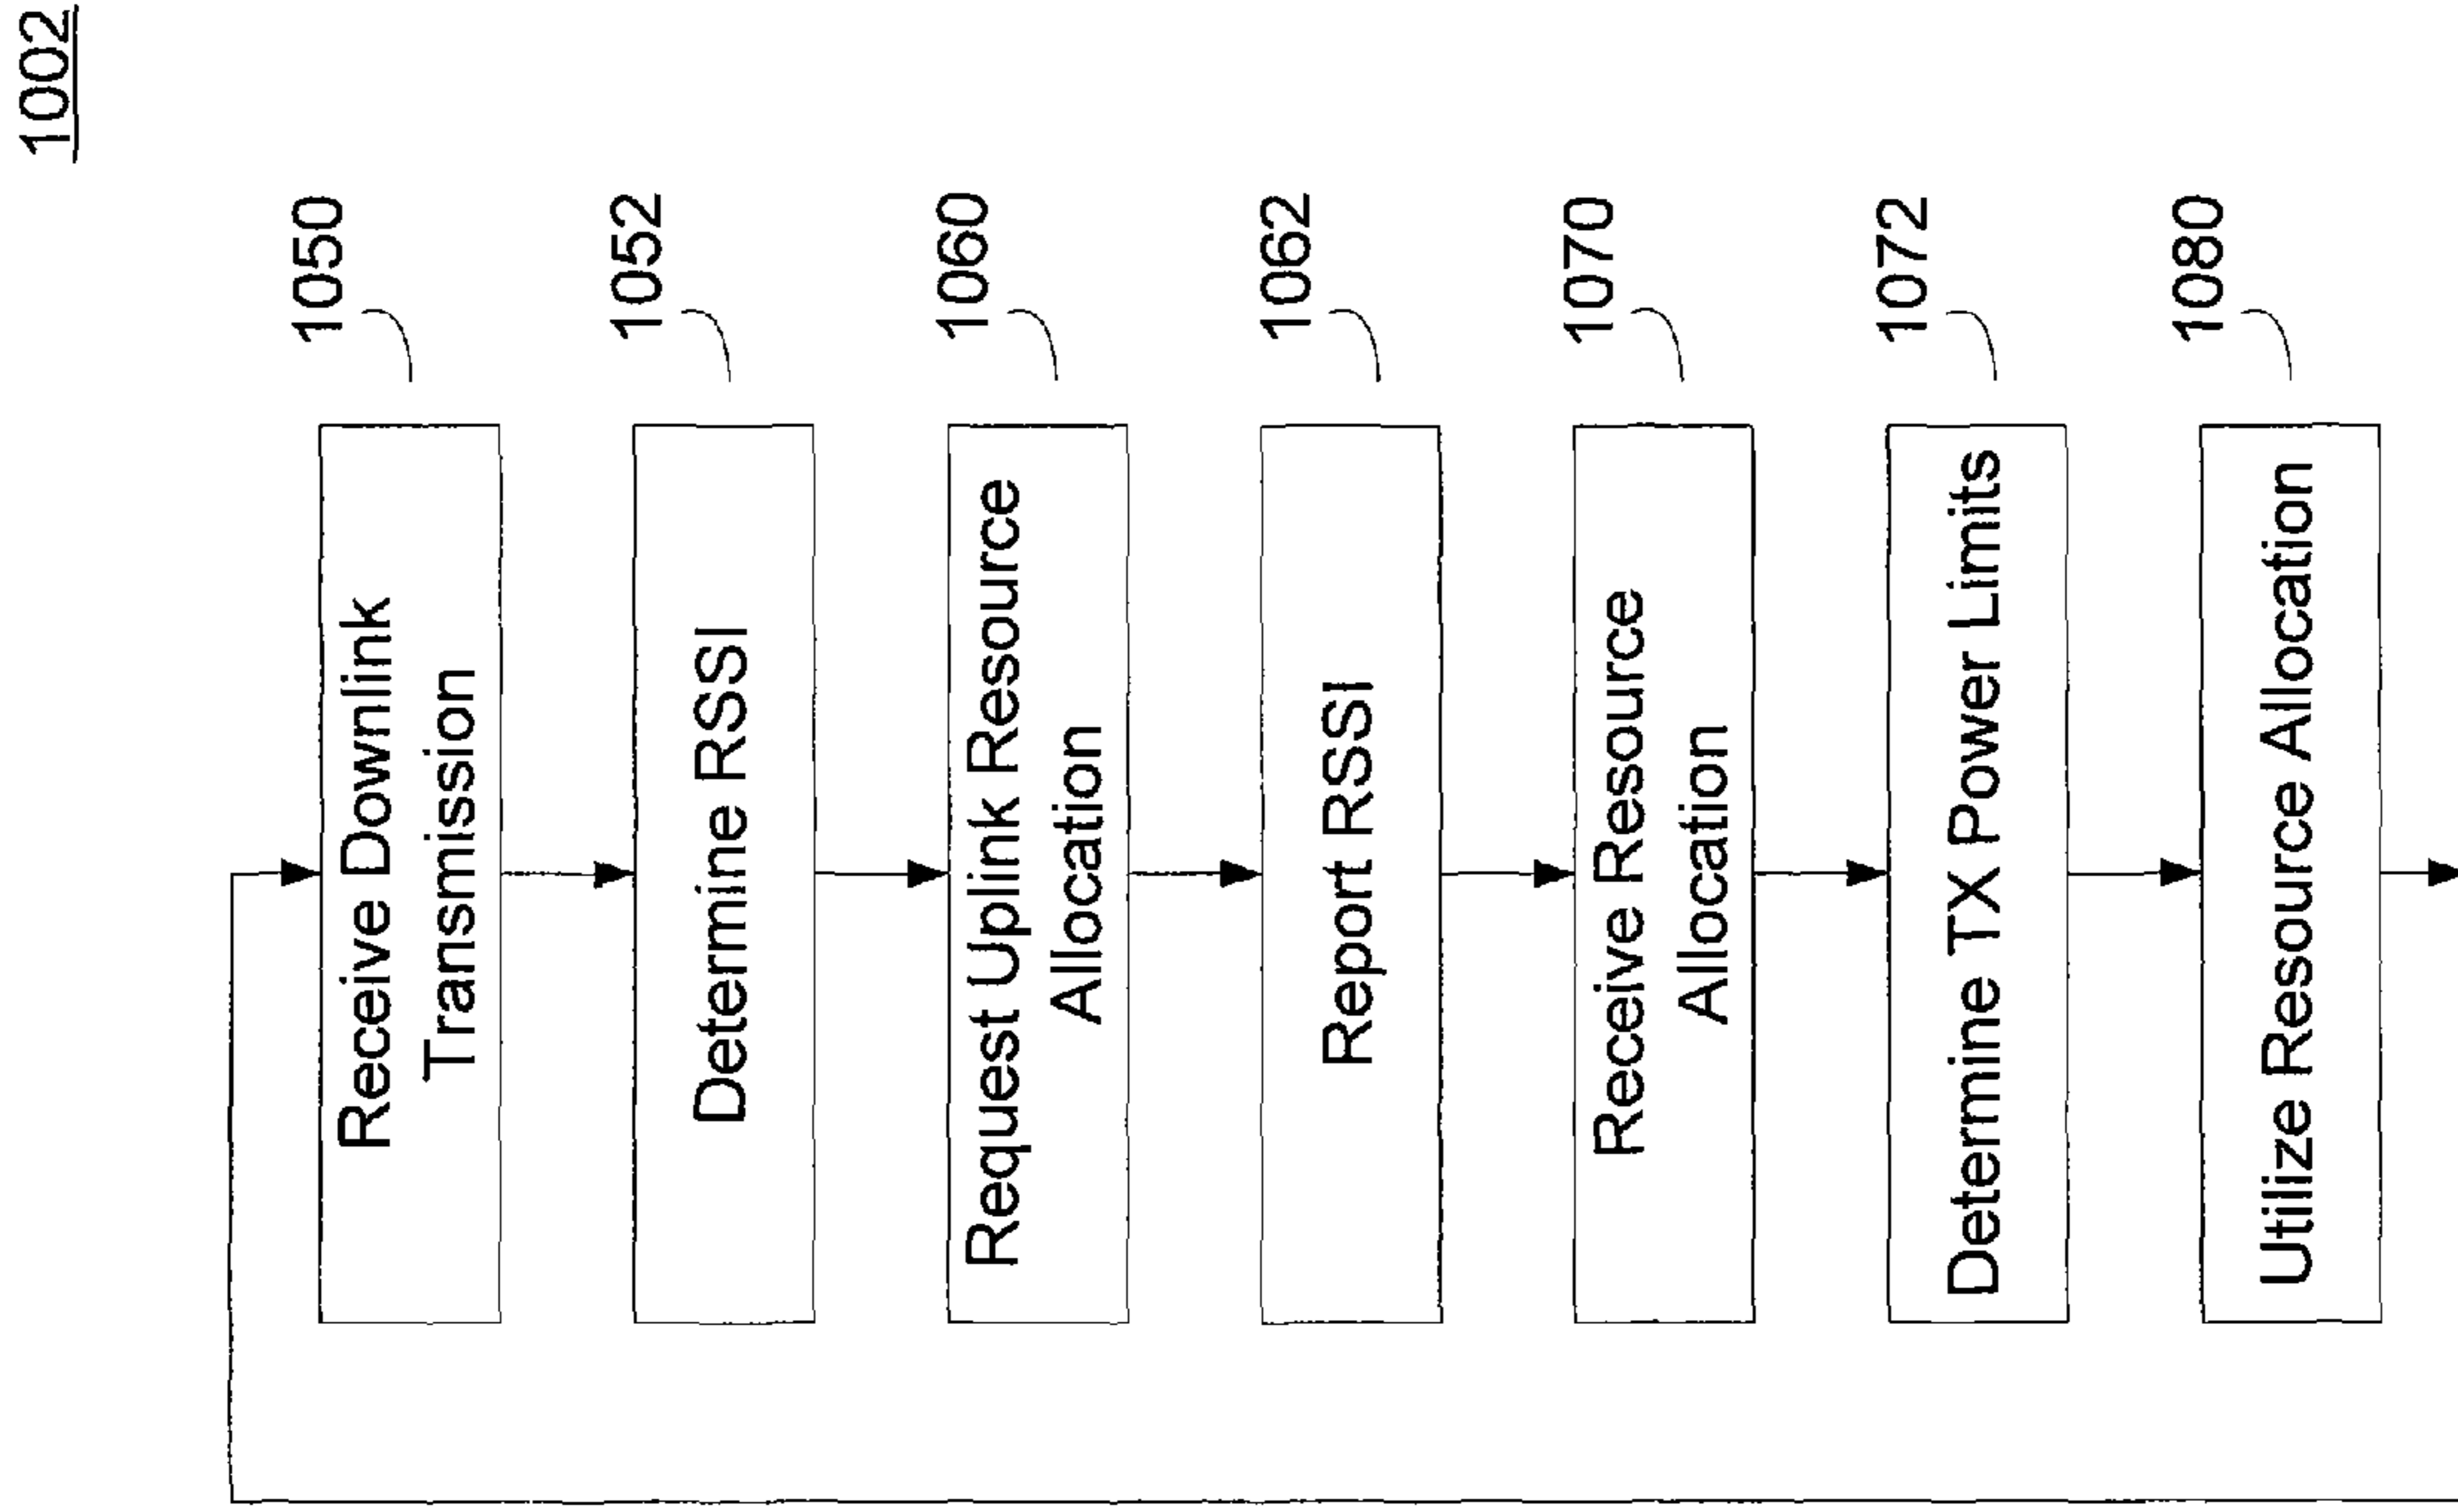 1002
Receive Downlink
Transmission
1050
Determine RSSI
1052
Request Uplink Resource
Allocation
1060
Report RSSI
1062
Receive Resource
Allocation
1070
Determine TX Power Limits
1072
Utilize Resource Allocation
1080